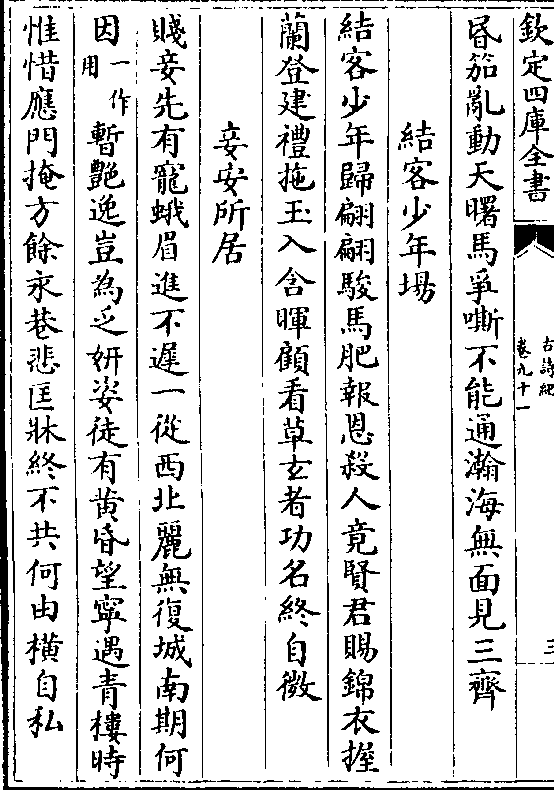 欽定四庫全書
古詩紀
卷九十一
三
昏笳亂動天曙馬爭嘶不能通瀚海無面見三齊
結客少年場
結客少年歸翩翩駿馬肥報恩殺人竟賢君賜錦衣握
蘭登建禮拖玉入含暉顧看草玄者功名終自微
妾安所居
賤妾先有寵蛾眉進不遲一從西北麗無復城南期何
因一作用暫艷逸豈為乏妍姿徒有黄昏望寧遇青樓時
惟惜應門掩方餘永巷悲匡牀終不共何由横自私